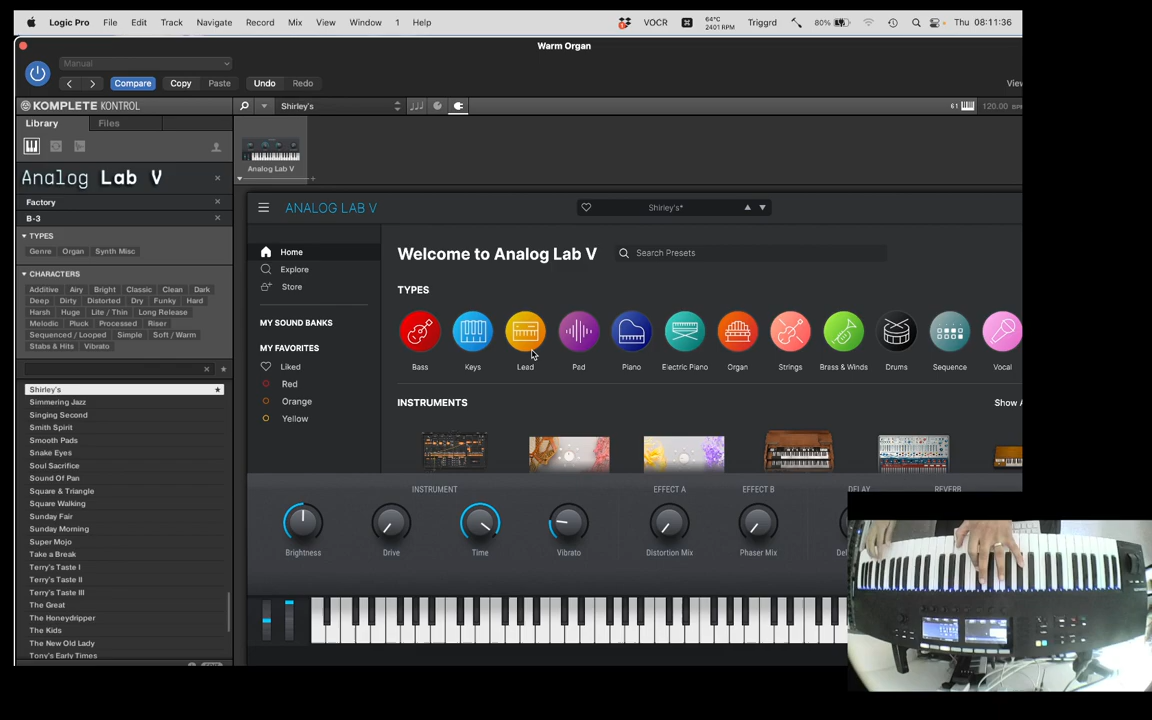 Logic Pro File Edit Track Navigate Record Mix View Window 1 Help VOCR 64°C 2401 RPM Triggrd 80% Thu 08:11:36
Warm Organ
Manual
Compare Copy Paste Undo Redo View
KOMPLETE KONTROL Shirley's 61 120.00
Library Files
Analog Lab V
Analog Lab V
Factory
B-3
TYPES
Genre Organ Synth Misc
CHARACTERS
Additive Airy Bright Classic Clean Dark
Deep Dirty Distorted Dry Funky Hard
Harsh Huge Lite / Thin Long Release
Melodic Pluck Processed Riser
Sequenced / Looped Simple Soft / Warm
Stabs & Hits Vibrato
Shirley's
Simmering Jazz
Singing Second
Smith Spirit
Smooth Pads
Snake Eyes
Soul Sacrifice
Sound Of Pan
Square & Triangle
Square Walking
Sunday Fair
Sunday Morning
Super Mojo
Take a Break
Terry's Taste I
Terry's Taste II
Terry's Taste III
The Great
The Honeydripper
The Kids
The New Old Lady
Tony's Early Times
ANALOG LAB V Shirley's*
Home
Explore
Store
MY SOUND BANKS
MY FAVORITES
Liked
Red
Orange
Yellow
Welcome to Analog Lab V Search Presets
TYPES
Bass Keys Lead Pad Piano Electric Piano Organ Strings Brass & Winds Drums Sequence Vocal
INSTRUMENTS Show
INSTRUMENT EFFECT A EFFECT B DELAY REVERB
Brightness Drive Time Vibrato Distortion Mix Phaser Mix